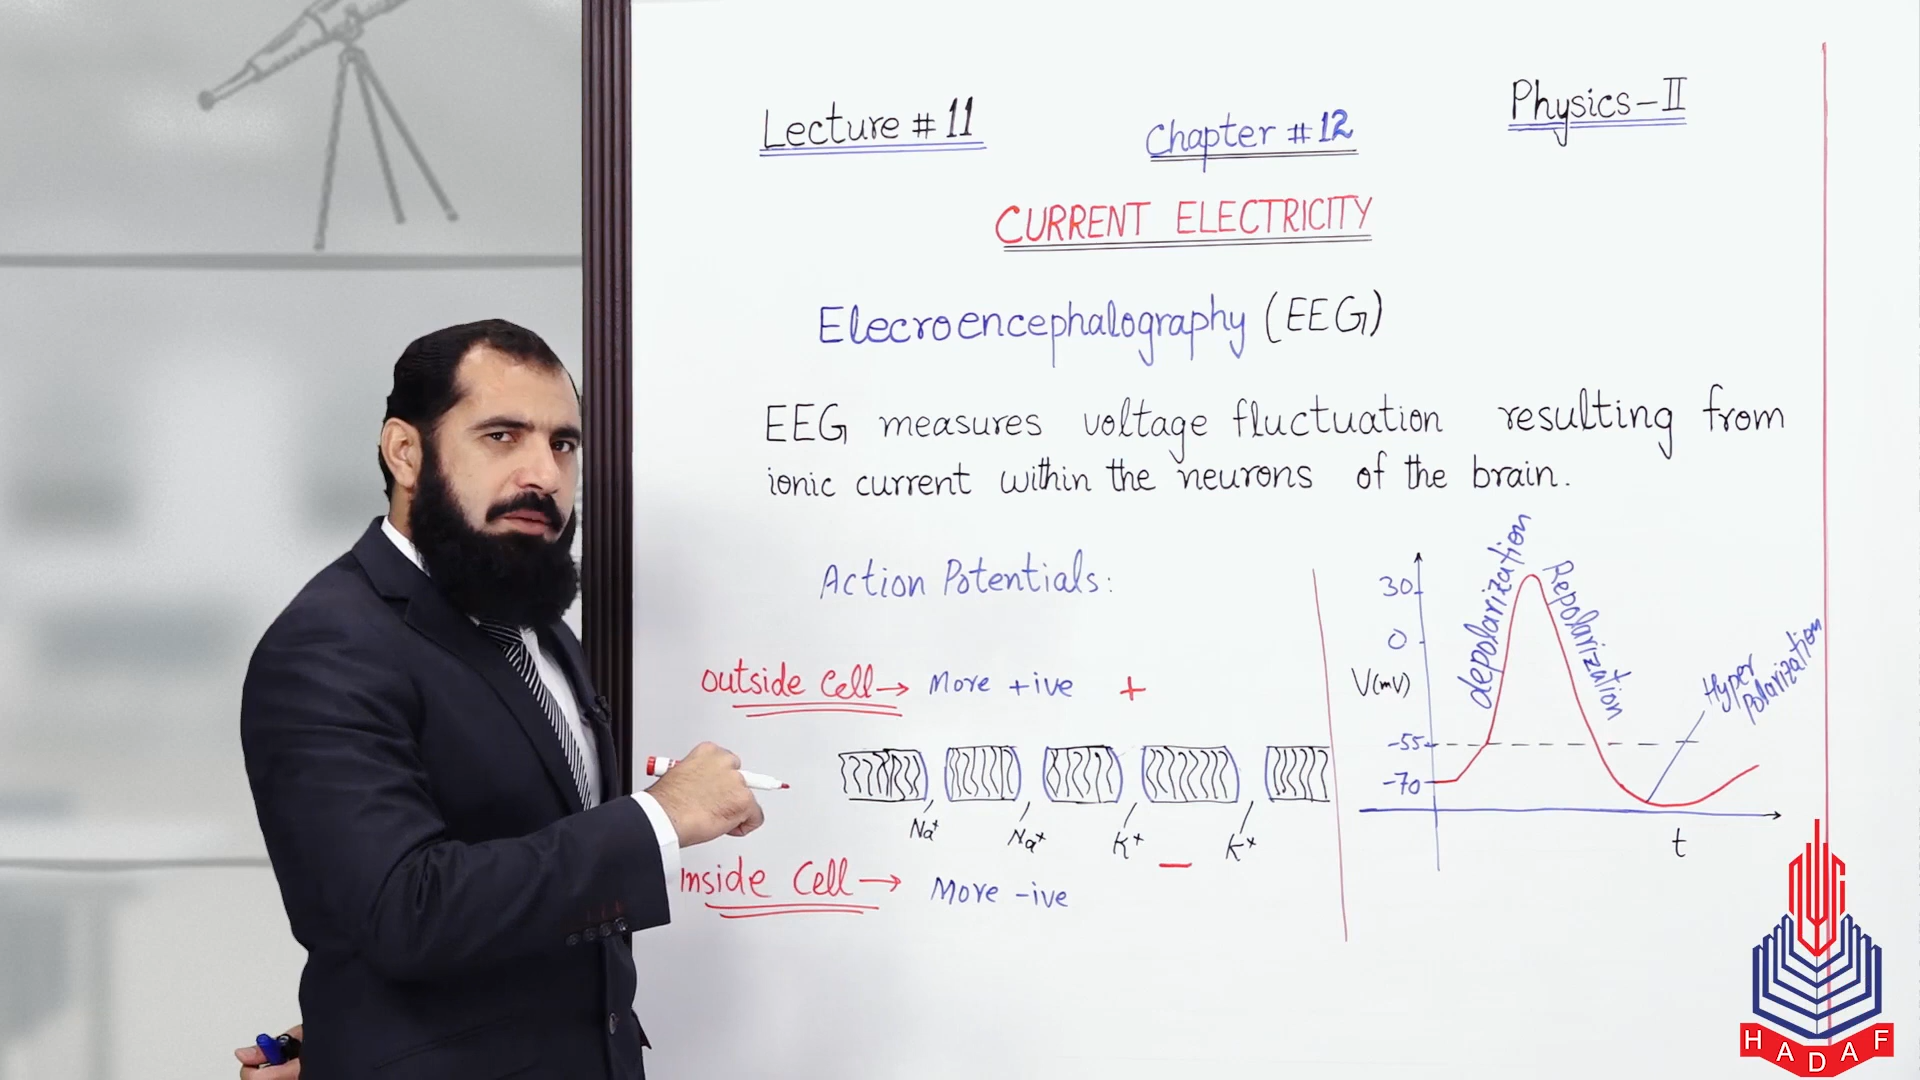 Lecture # 11
Chapter # 12
Physics-II
CURRENT ELECTRICITY
Elecroencephalography (EEG)
EEG measures voltage fluctuation resulting from
ionic current within the neurons of the brain.
Action Potentials:
Outside Cell → More +ive +
Na+ Na+ K+ K+
Inside Cell → More -ive −
depolarization
Repolarization
Hyper
Polarization
30
0
V(mV)
-55
-70
t
HADAF